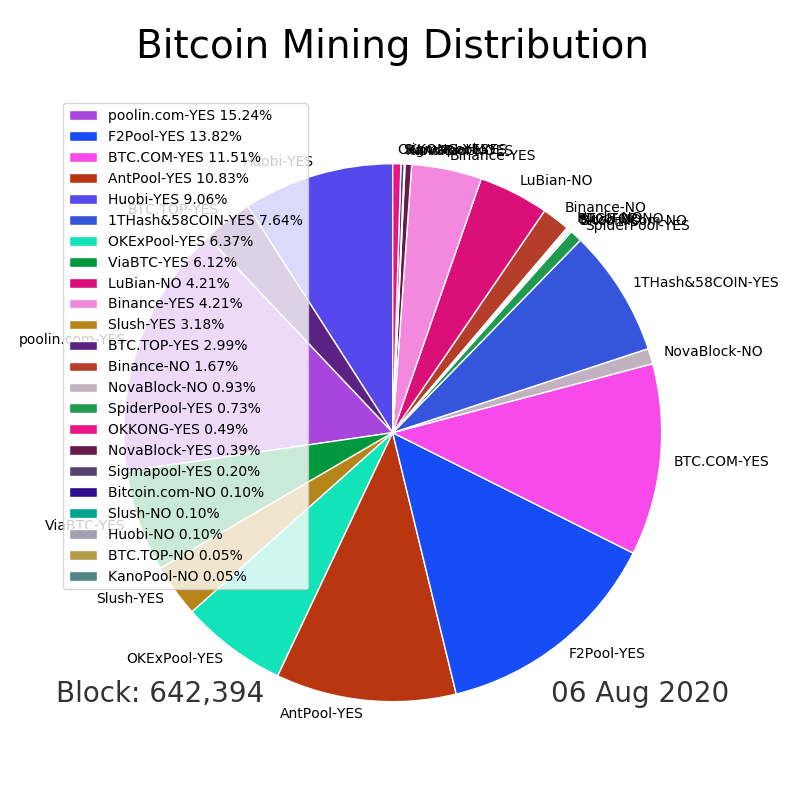 Bitcoin Mining Distribution
poolin.com-YES 15.24%
F2Pool-YES 13.82%
BTC.COM-YES 11.51%
AntPool-YES 10.83%
Huobi-YES 9.06%
1THash&58COIN-YES 7.64%
OKExPool-YES 6.37%
ViaBTC-YES 6.12%
LuBian-NO 4.21%
Binance-YES 4.21%
Slush-YES 3.18%
BTC.TOP-YES 2.99%
Binance-NO 1.67%
NovaBlock-NO 0.93%
SpiderPool-YES 0.73%
OKKONG-YES 0.49%
NovaBlock-YES 0.39%
Sigmapool-YES 0.20%
Bitcoin.com-NO 0.10%
Slush-NO 0.10%
Huobi-NO 0.10%
BTC.TOP-NO 0.05%
KanoPool-NO 0.05%
Huobi-YES
BTC.TOP-YES
poolin.com-YES
ViaBTC-YES
Slush-YES
OKExPool-YES
AntPool-YES
F2Pool-YES
BTC.COM-YES
NovaBlock-NO
1THash&58COIN-YES
SpiderPool-YES
Binance-NO
LuBian-NO
Binance-YES
Block: 642,394
06 Aug 2020